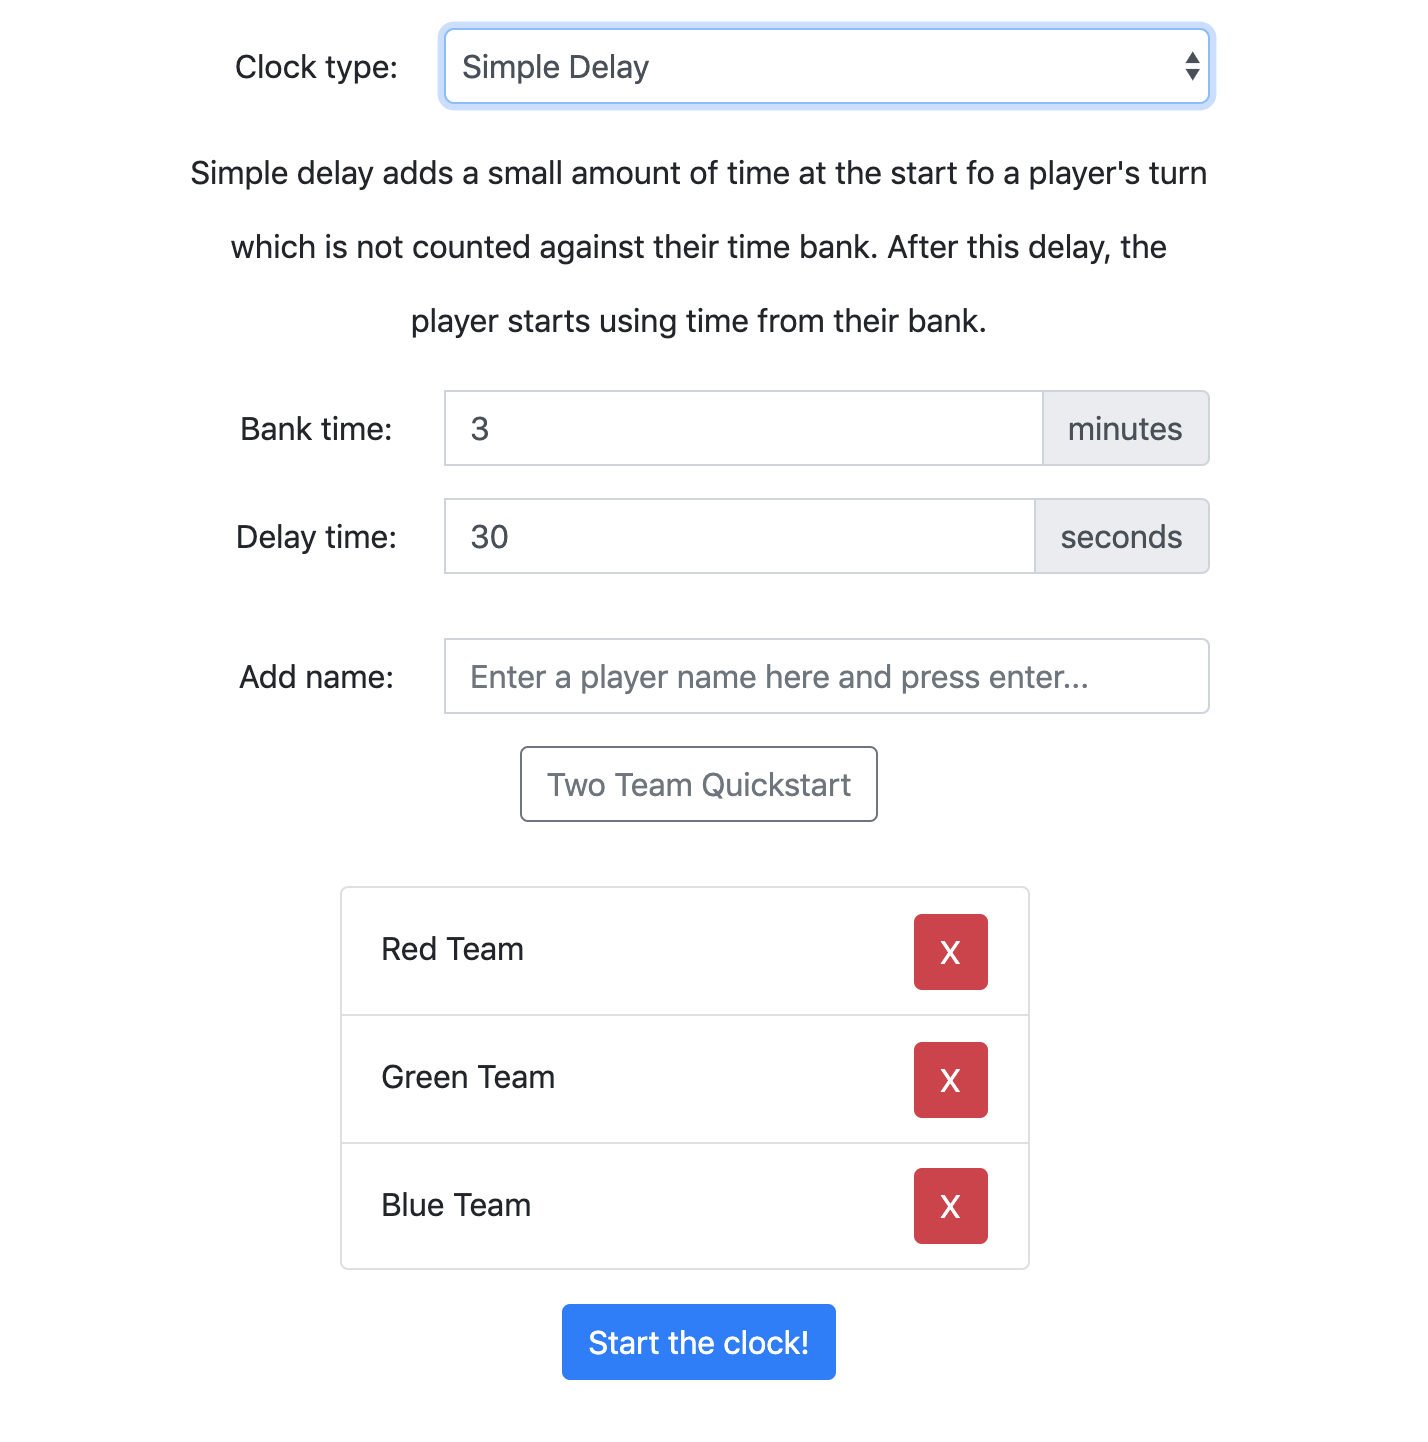 Clock type: Simple Delay
Simple delay adds a small amount of time at the start fo a player's turn
which is not counted against their time bank. After this delay, the
player starts using time from their bank.
Bank time: 3 minutes
Delay time: 30 seconds
Add name: Enter a player name here and press enter...
Two Team Quickstart
Red Team X
Green Team X
Blue Team X
Start the clock!